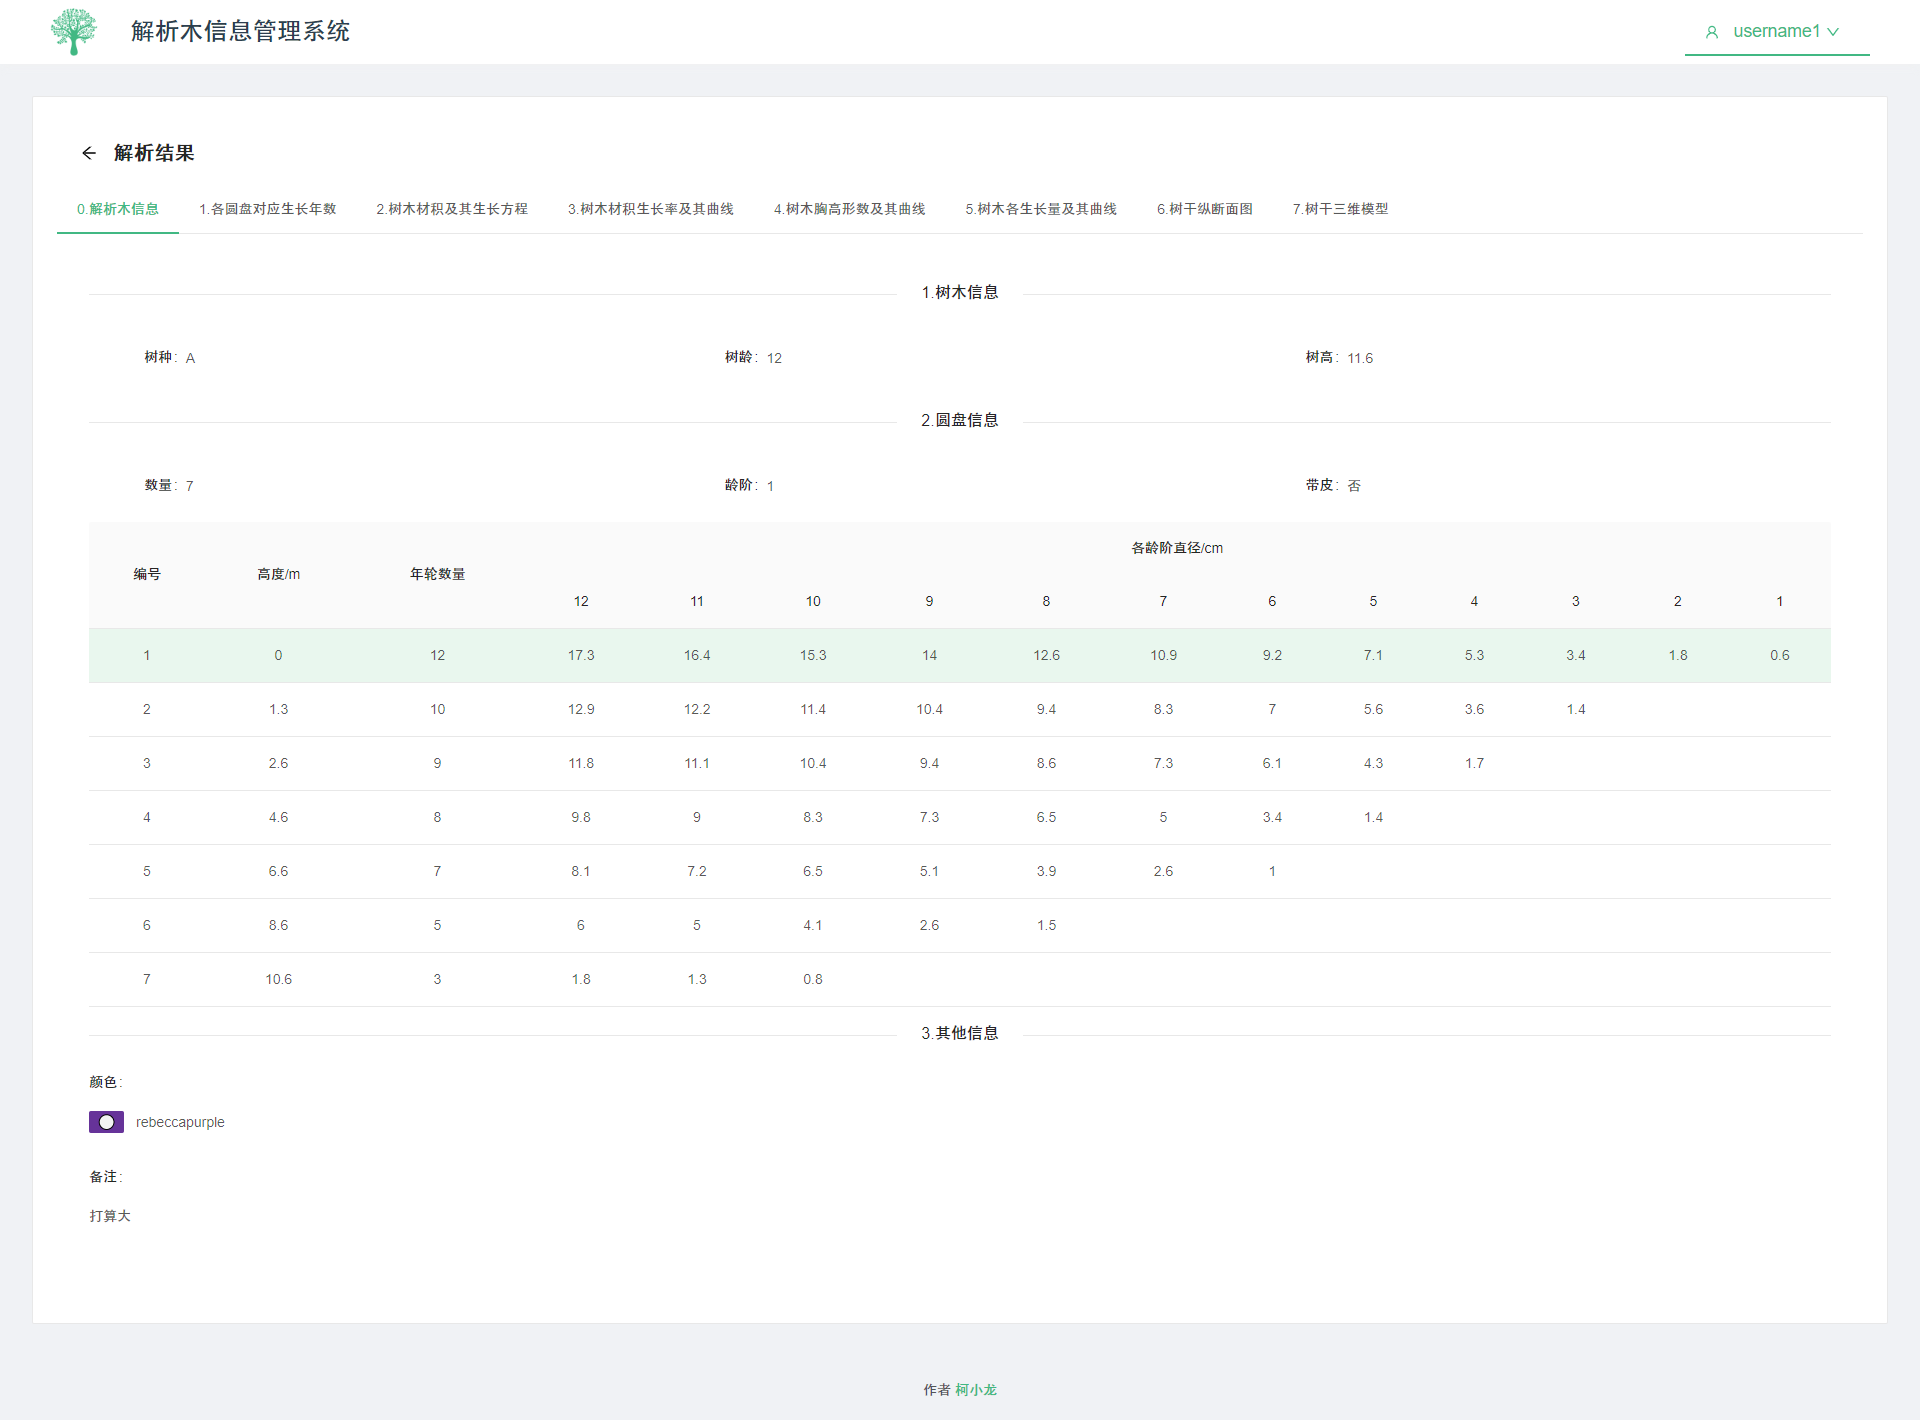 解析木信息管理系统
username1
解析结果
0.解析木信息 1.各圆盘对应生长年数 2.树木材积及其生长方程 3.树木材积生长率及其曲线 4.树木胸高形数及其曲线 5.树木各生长量及其曲线 6.树干纵断面图 7.树干三维模型
1.树木信息
树种: A 树龄: 12 树高: 11.6
2.圆盘信息
数量: 7 龄阶: 1 带皮: 否
编号 高度/m 年轮数量 各龄阶直径/cm
12 11 10 9 8 7 6 5 4 3 2 1
1 0 12 17.3 16.4 15.3 14 12.6 10.9 9.2 7.1 5.3 3.4 1.8 0.6
2 1.3 10 12.9 12.2 11.4 10.4 9.4 8.3 7 5.6 3.6 1.4
3 2.6 9 11.8 11.1 10.4 9.4 8.6 7.3 6.1 4.3 1.7
4 4.6 8 9.8 9 8.3 7.3 6.5 5 3.4 1.4
5 6.6 7 8.1 7.2 6.5 5.1 3.9 2.6 1
6 8.6 5 6 5 4.1 2.6 1.5
7 10.6 3 1.8 1.3 0.8
3.其他信息
颜色:
rebeccapurple
备注:
打算大
作者 柯小龙